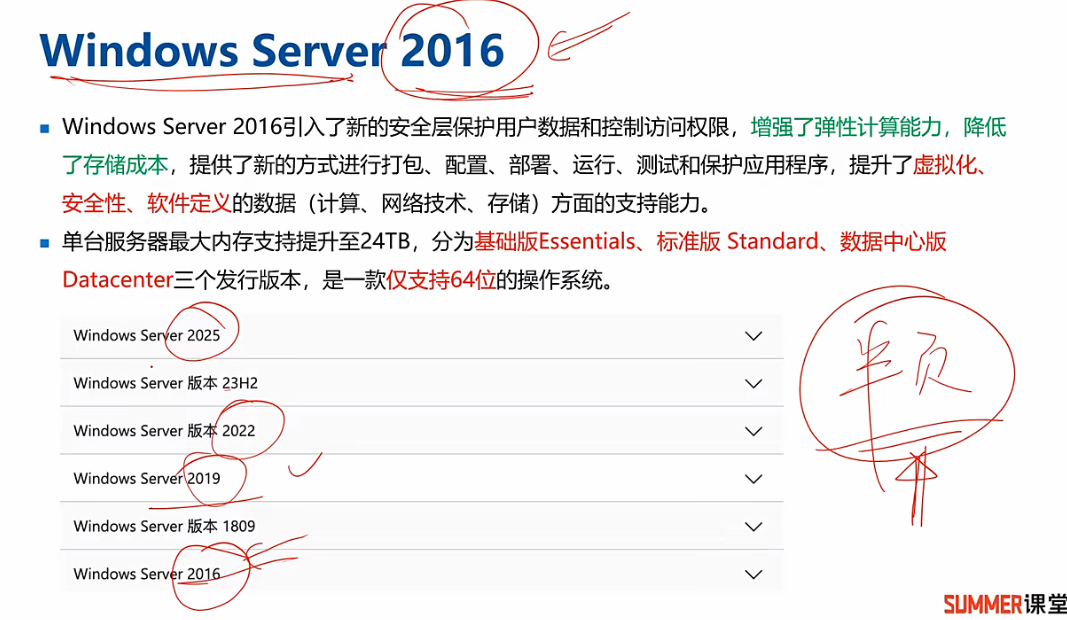 Windows Server 2016
Windows Server 2016引入了新的安全层保护用户数据和控制访问权限，增强了弹性计算能力，降低
了存储成本，提供了新的方式进行打包、配置、部署、运行、测试和保护应用程序，提升了虚拟化、
安全性、软件定义的数据（计算、网络技术、存储）方面的支持能力。
单台服务器最大内存支持提升至24TB，分为基础版Essentials、标准版 Standard、数据中心版
Datacenter三个发行版本，是一款仅支持64位的操作系统。
Windows Server 2025
Windows Server 版本 23H2
Windows Server 版本 2022
Windows Server 2019
Windows Server 版本 1809
Windows Server 2016
半页
SUMMER课堂